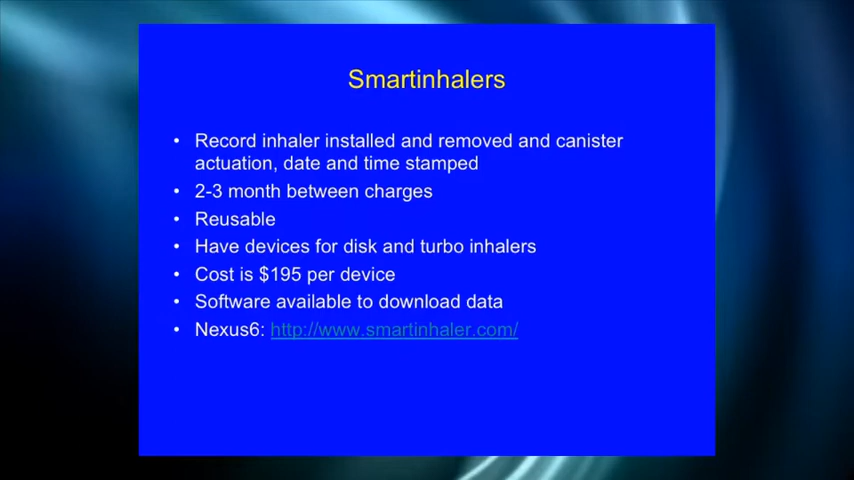 Smartinhalers
• Record inhaler installed and removed and canister
actuation, date and time stamped
• 2-3 month between charges
• Reusable
• Have devices for disk and turbo inhalers
• Cost is $195 per device
• Software available to download data
• Nexus6: http://www.smartinhaler.com/